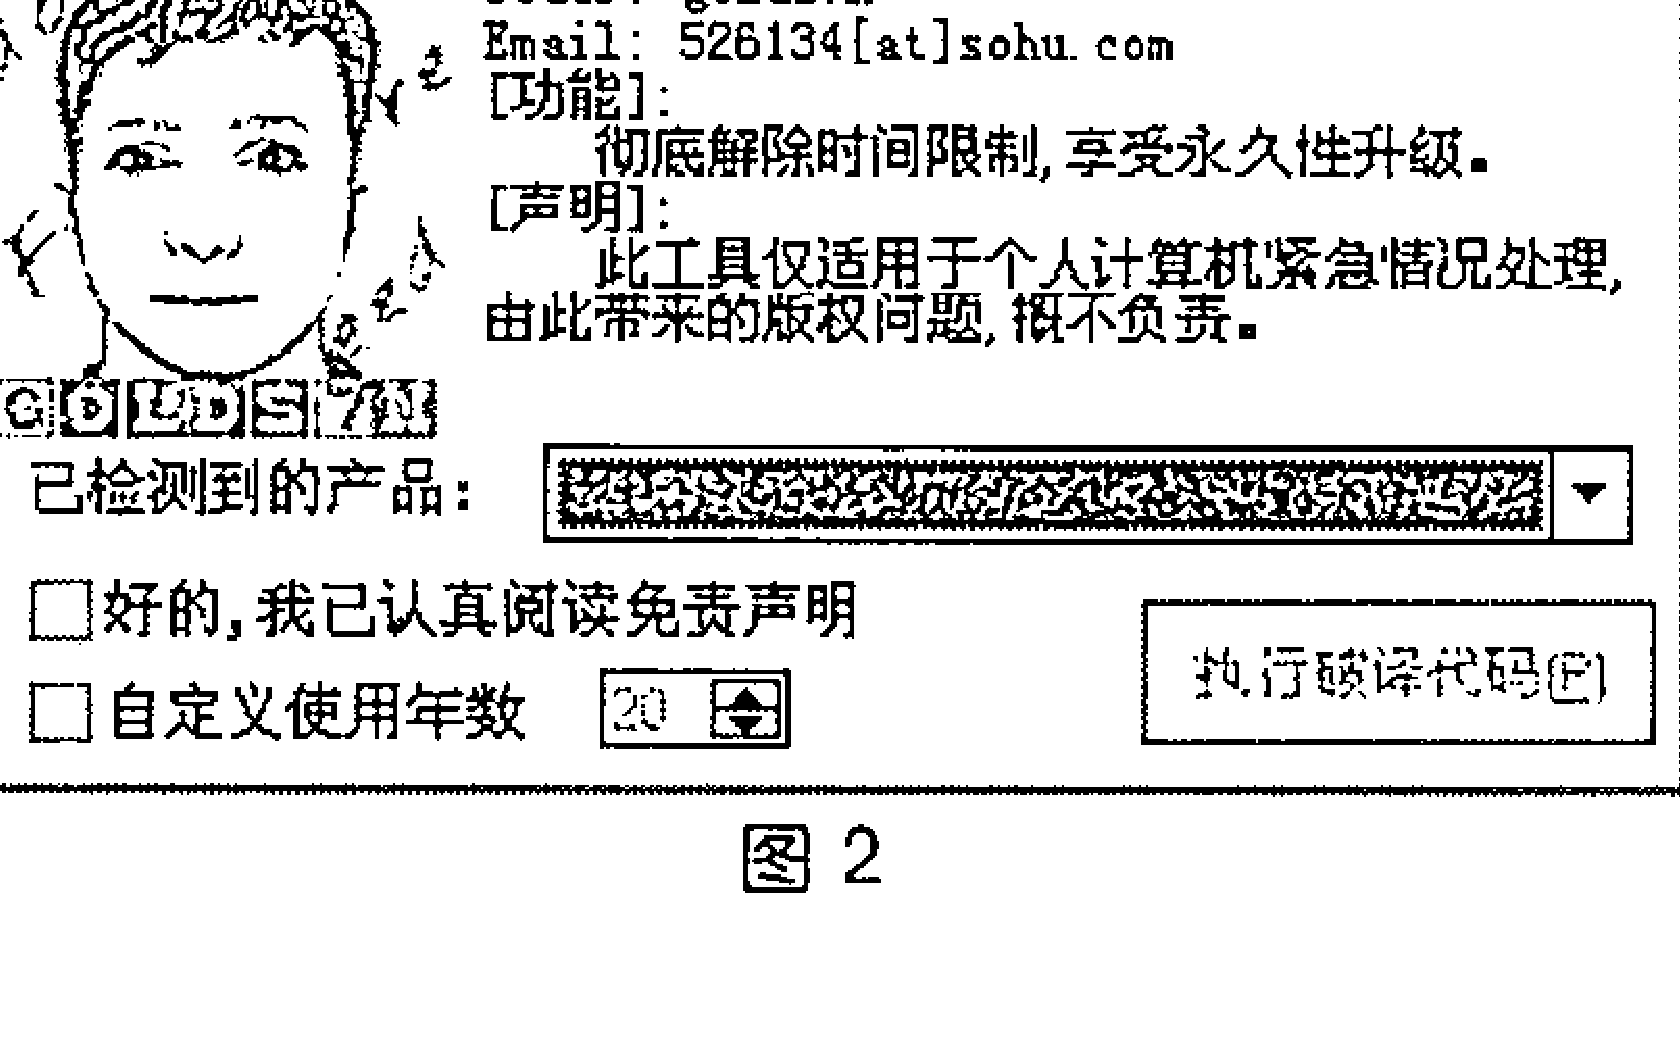 Email: 526134[at]sohu.com
[功能]:
彻底解除时间限制,享受永久性升级。
[声明]:
此工具仅适用于个人计算机紧急情况处理,
由此带来的版权问题,概不负责。
已检测到的产品:
好的,我已认真阅读免责声明
自定义使用年数 20
执行破译代码(P)
图 2